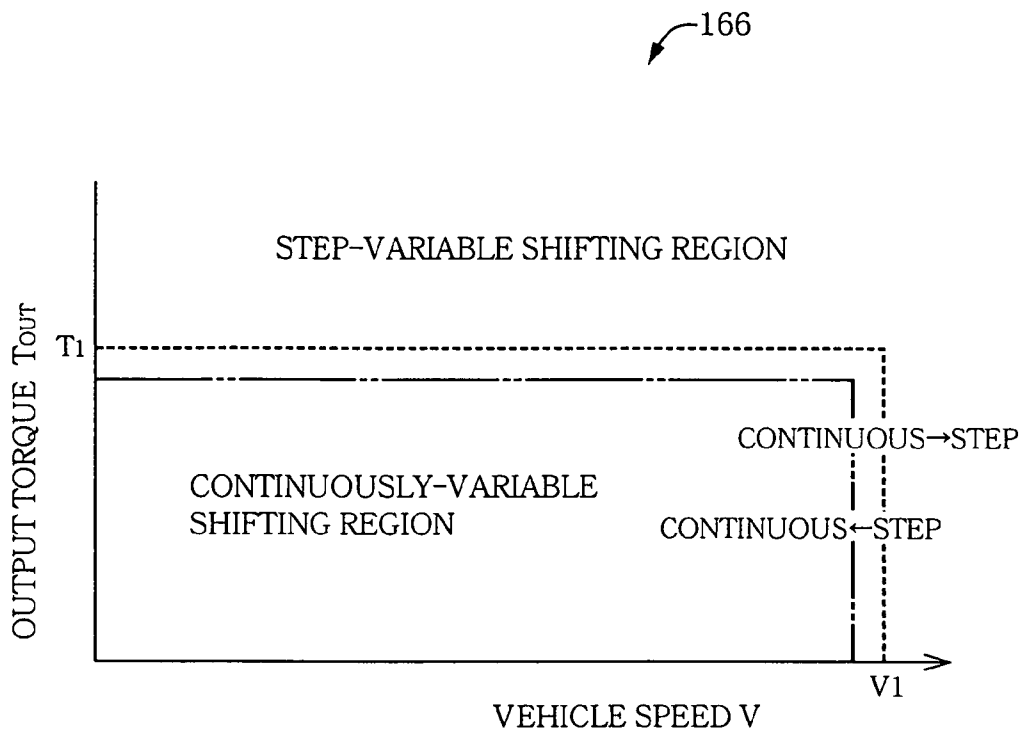 166
STEP-VARIABLE SHIFTING REGION
OUTPUT TORQUE TOUT
T1
CONTINUOUS→STEP
CONTINUOUSLY-VARIABLE
SHIFTING REGION
CONTINUOUS←STEP
V1
VEHICLE SPEED V